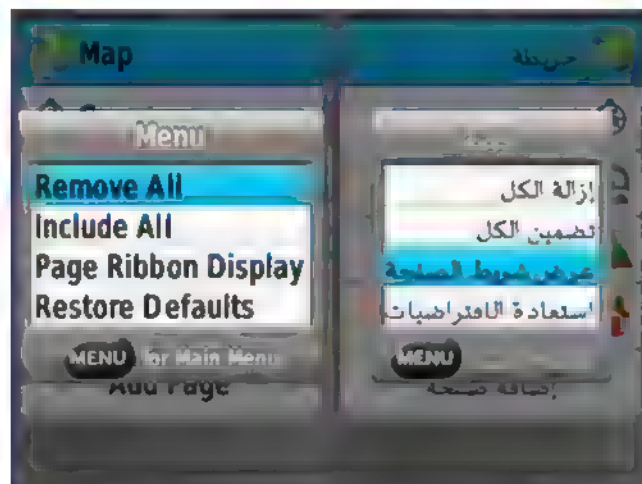 Map
Menu
Remove All
Include All
Page Ribbon Display
Restore Defaults
MENU for Main Menu
Add Page
خريطة
إزالة الكل
تضمين الكل
عرض شريط الصفحة
استعادة الافتراضيات
MENU
إضافة صفحة